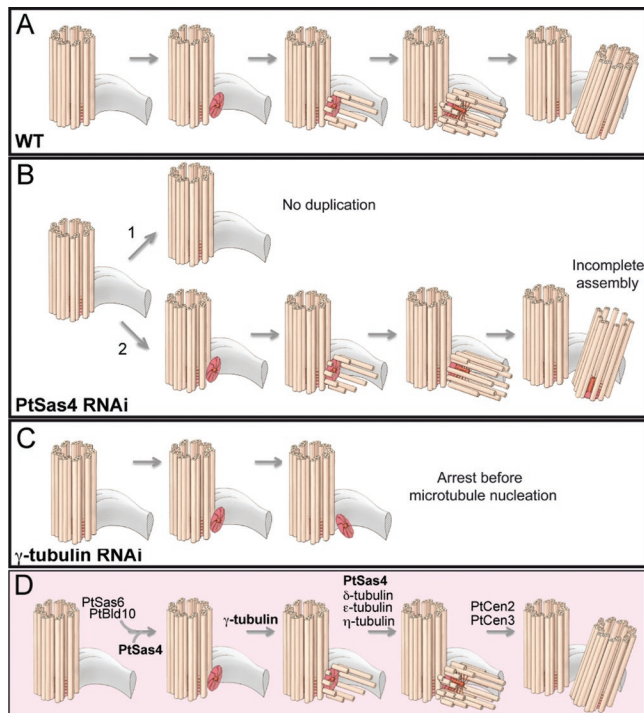 A
WT
B
1
No duplication
2
Incomplete
assembly
PtSas4 RNAi
C
Arrest before
microtubule nucleation
γ-tubulin RNAi
D
PtSas6
PtBld10
PtSas4
γ-tubulin
PtSas4
δ-tubulin
ε-tubulin
η-tubulin
PtCen2
PtCen3